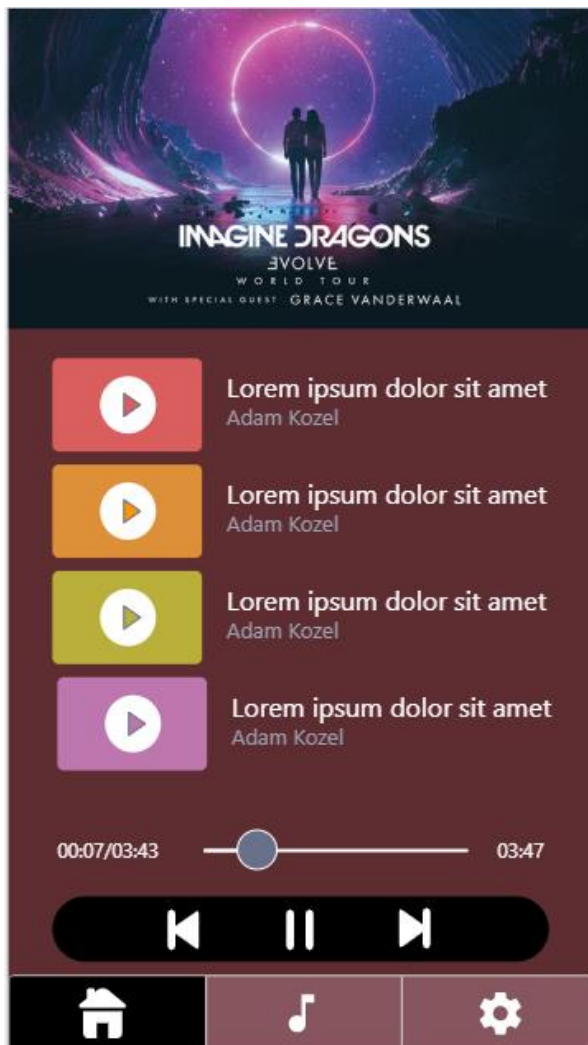 IMAGINE DRAGONS
EVOLVE
WORLD TOUR
WITH SPECIAL GUEST GRACE VANDERWAAL
Lorem ipsum dolor sit amet
Adam Kozel
Lorem ipsum dolor sit amet
Adam Kozel
Lorem ipsum dolor sit amet
Adam Kozel
Lorem ipsum dolor sit amet
Adam Kozel
00:07/03:43 03:47